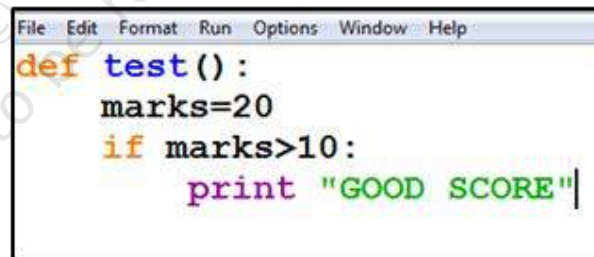 File Edit Format Run Options Window Help
def test():
    marks=20
    if marks>10:
        print "GOOD SCORE"